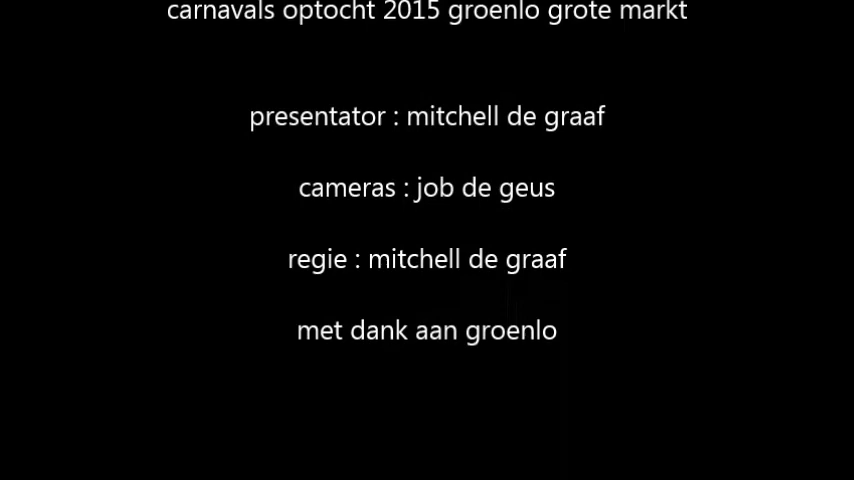 carnavals optocht 2015 groenlo grote markt
presentator : mitchell de graaf
cameras : job de geus
regie : mitchell de graaf
met dank aan groenlo